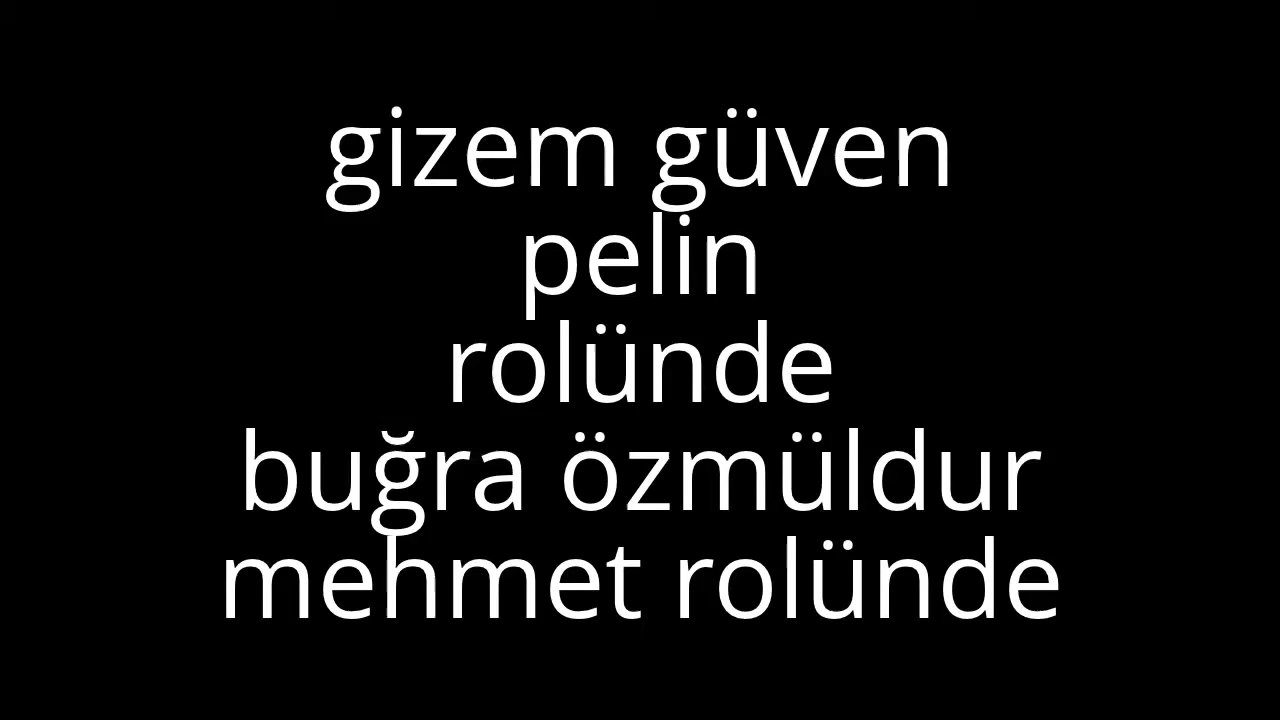 gizem güven
pelin
rolünde
buğra özmüldur
mehmet rolünde